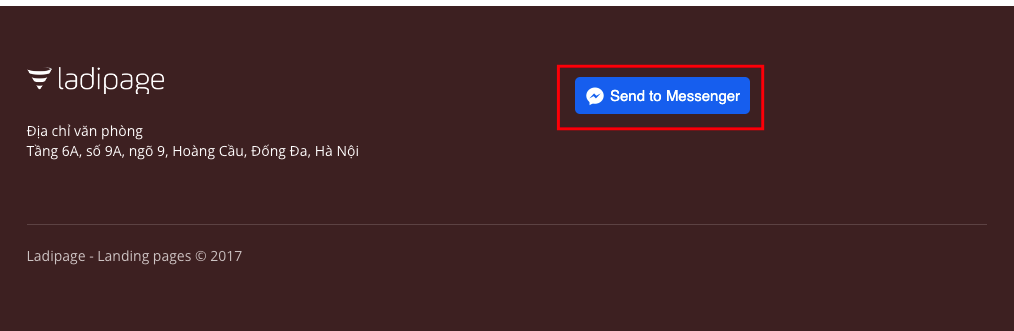 ladipage
Send to Messenger
Địa chỉ văn phòng
Tầng 6A, số 9A, ngõ 9, Hoàng Cầu, Đống Đa, Hà Nội
Ladipage - Landing pages © 2017